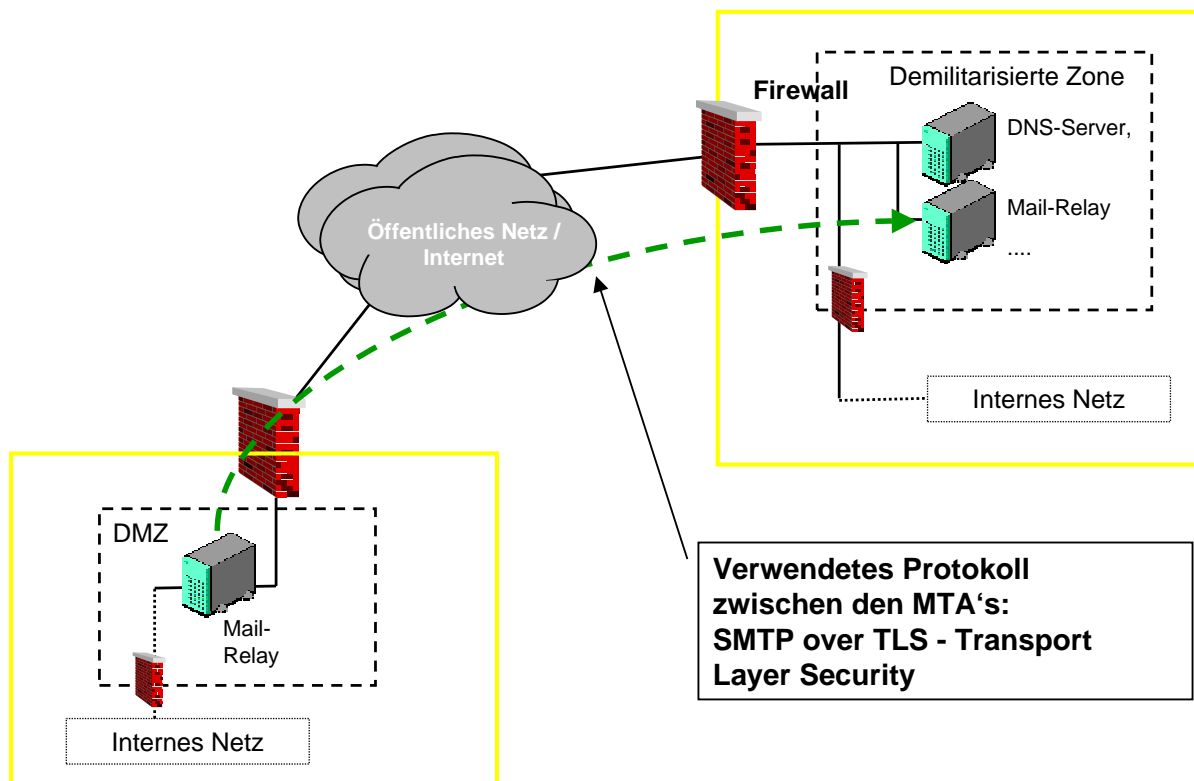 Demilitarisierte Zone
Firewall
DNS-Server,
Mail-Relay
....
Öffentliches Netz /
Internet
Internes Netz
DMZ
Mail-
Relay
Internes Netz
Verwendetes Protokoll
zwischen den MTA‘s:
SMTP over TLS - Transport
Layer Security